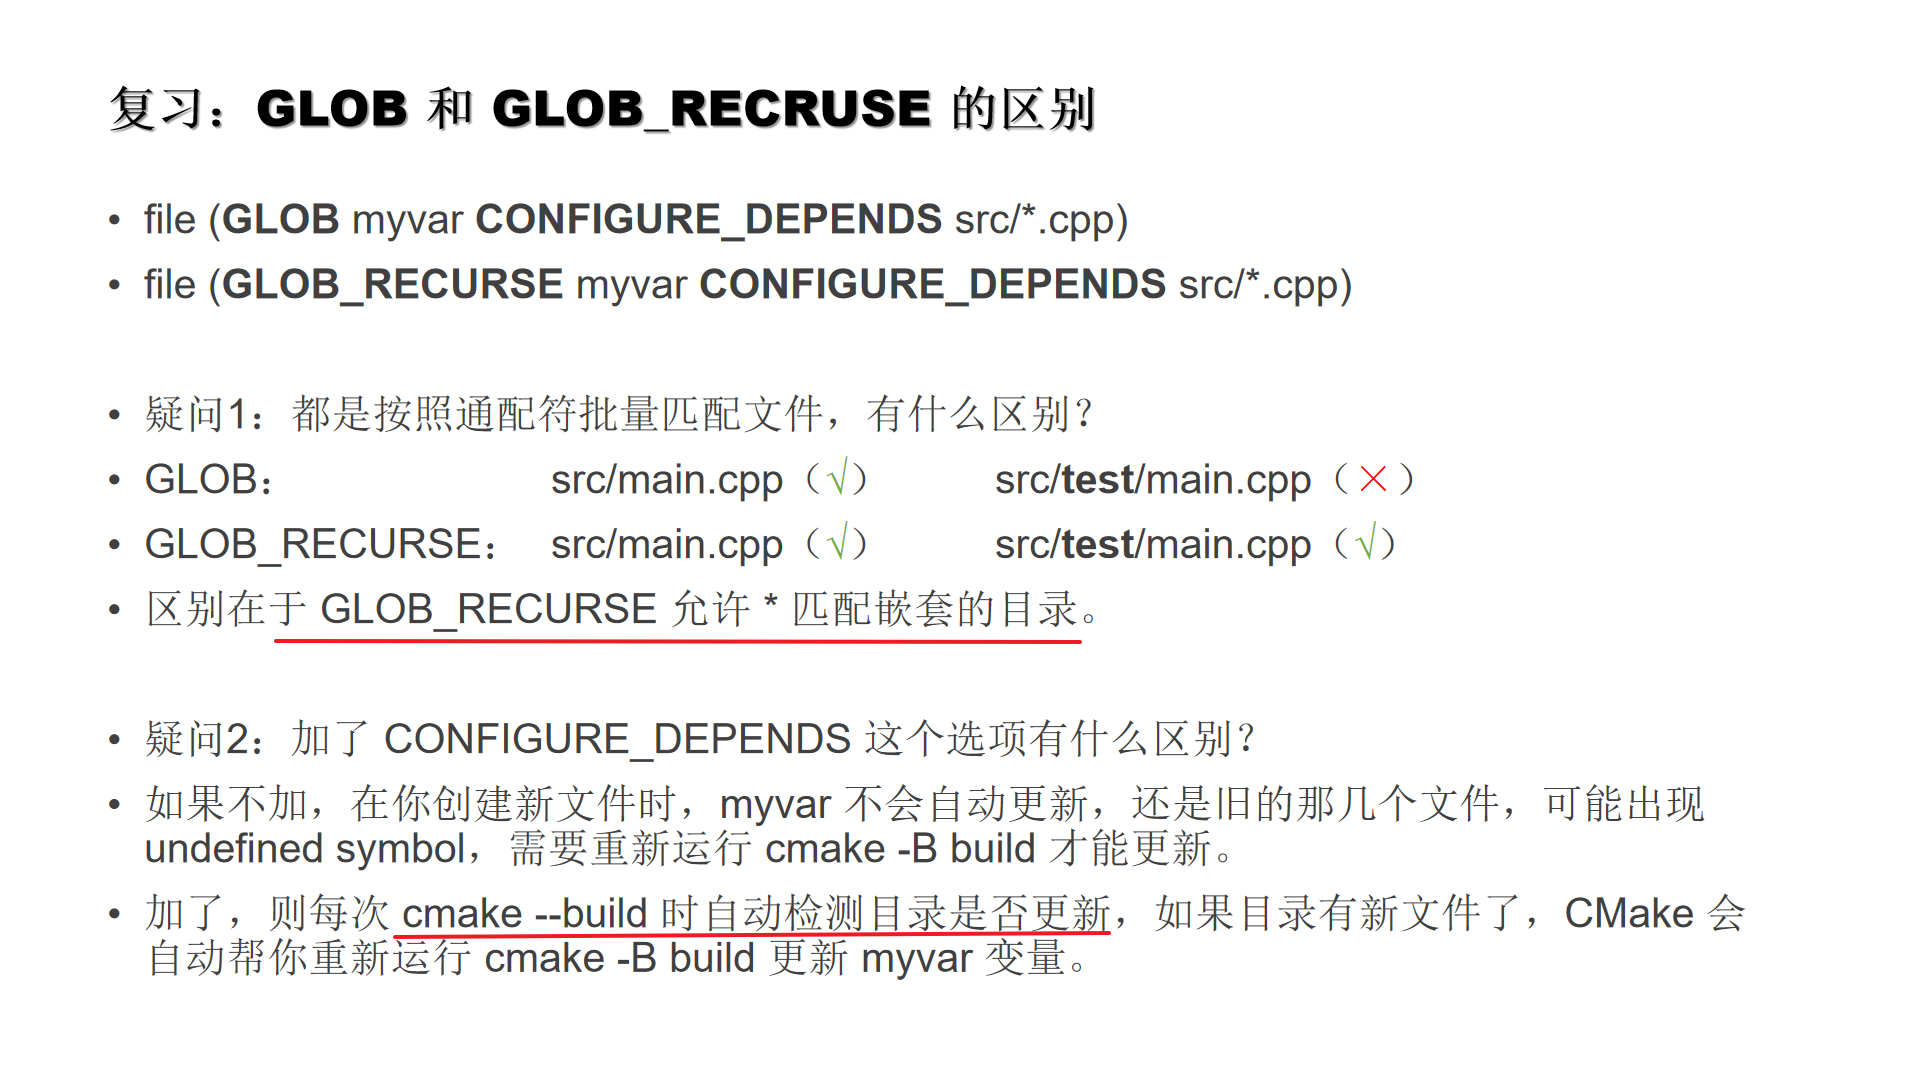 复习：GLOB 和 GLOB_RECRUSE 的区别
• file (GLOB myvar CONFIGURE_DEPENDS src/*.cpp)
• file (GLOB_RECURSE myvar CONFIGURE_DEPENDS src/*.cpp)
• 疑问1：都是按照通配符批量匹配文件，有什么区别？
• GLOB： src/main.cpp（√） src/test/main.cpp（×）
• GLOB_RECURSE： src/main.cpp（√） src/test/main.cpp（√）
• 区别在于 GLOB_RECURSE 允许 * 匹配嵌套的目录。
• 疑问2：加了 CONFIGURE_DEPENDS 这个选项有什么区别？
• 如果不加，在你创建新文件时，myvar 不会自动更新，还是旧的那几个文件，可能出现
undefined symbol，需要重新运行 cmake -B build 才能更新。
• 加了，则每次 cmake --build 时自动检测目录是否更新，如果目录有新文件了，CMake 会
自动帮你重新运行 cmake -B build 更新 myvar 变量。